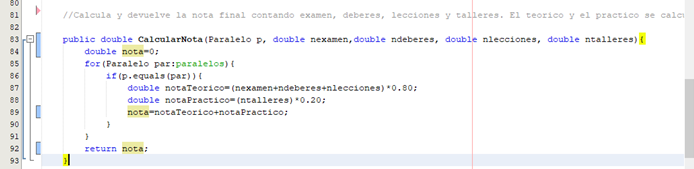 80
81 //Calcula y devuelve la nota final contando examen, deberes, lecciones y talleres. El teorico y el practico se calc
82
83 public double CalcularNota(Paralelo p, double nexamen,double ndeberes, double nlecciones, double ntalleres){
84 double nota=0;
85 for(Paralelo par:paralelos){
86 if(p.equals(par)){
87 double notaTeorico=(nexamen+ndeberes+nlecciones)*0.80;
88 double notaPractico=(ntalleres)*0.20;
89 nota=notaTeorico+notaPractico;
90 }
91 }
92 return nota;
93 }